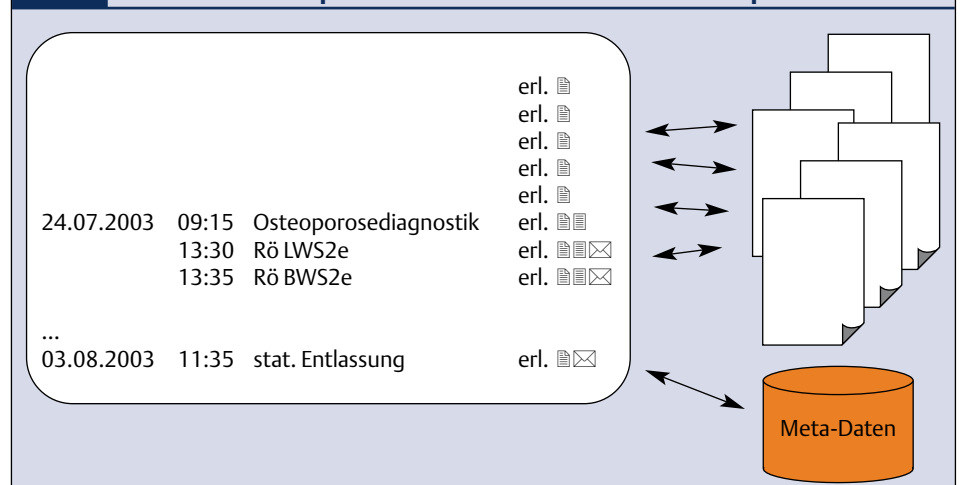 erl.
erl.
erl.
erl.
erl.
24.07.2003 09:15 Osteoporosediagnostik erl.
13:30 Rö LWS2e erl.
13:35 Rö BWS2e erl.
...
03.08.2003 11:35 stat. Entlassung erl.
Meta-Daten